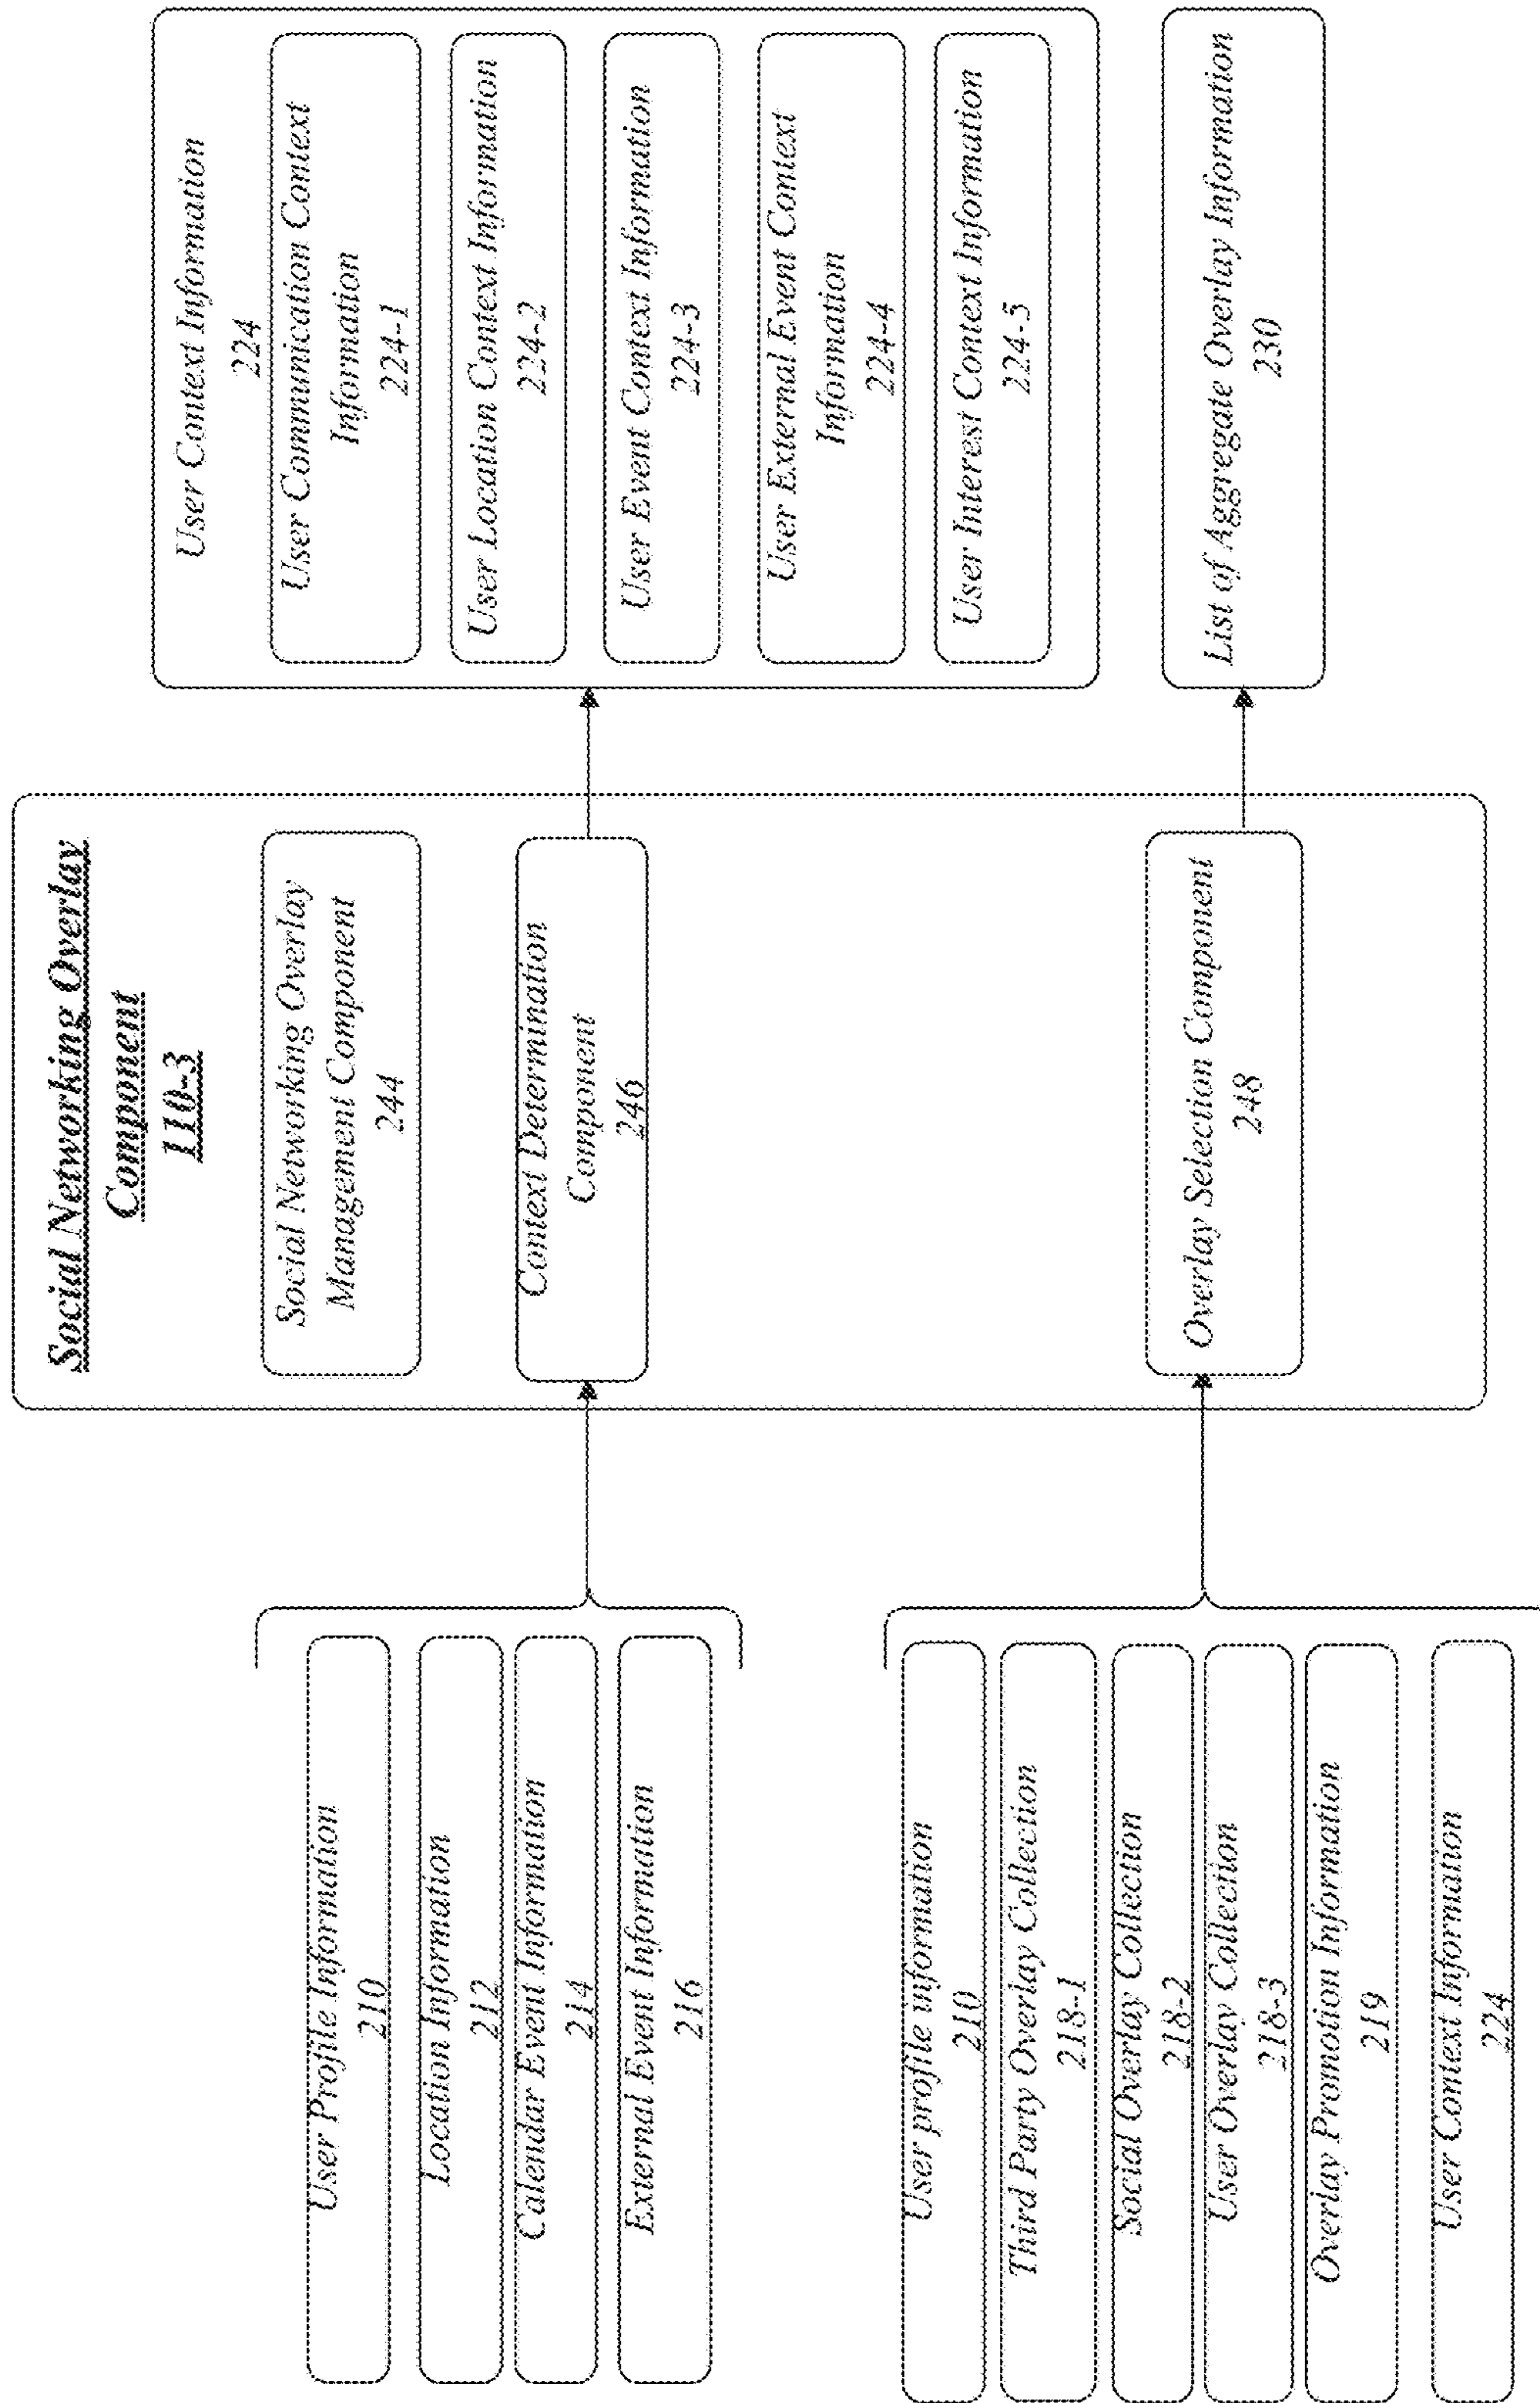 User Profile Information
210
Location Information
212
Calendar Event Information
214
External Event Information
216
User profile information
210
Third Party Overlay Collection
218-1
Social Overlay Collection
218-2
User Overlay Collection
218-3
Overlay Promotion Information
219
User Context Information
224
Social Networking Overlay
Component
110-3
Social Networking Overlay
Management Component
244
Context Determination
Component
246
Overlay Selection Component
248
User Context Information
224
User Communication Context
Information
224-1
User Location Context Information
224-2
User Event Context Information
224-3
User External Event Context
Information
224-4
User Interest Context Information
224-5
List of Aggregate Overlay Information
230